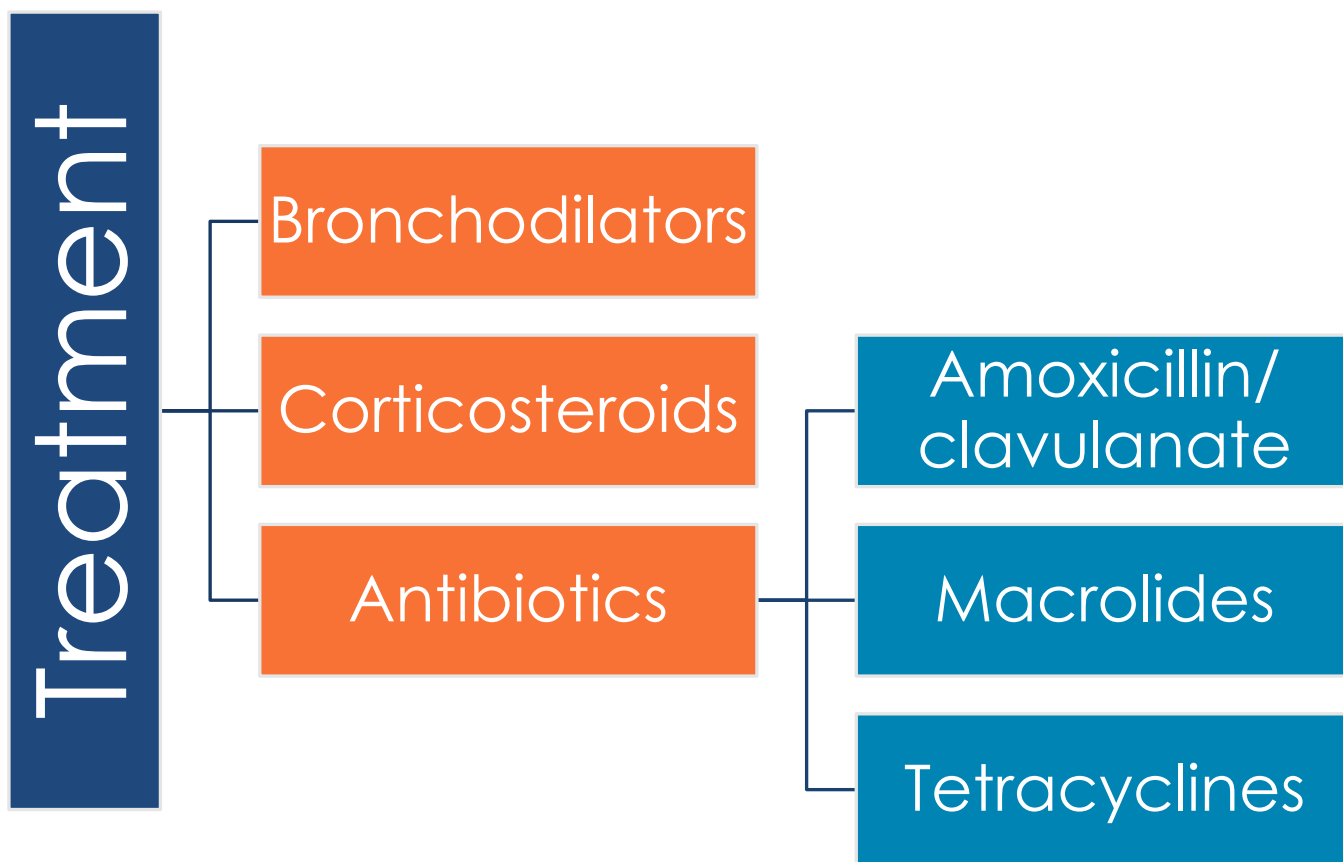 Treatment
Bronchodilators
Corticosteroids
Antibiotics
Amoxicillin/
clavulanate
Macrolides
Tetracyclines